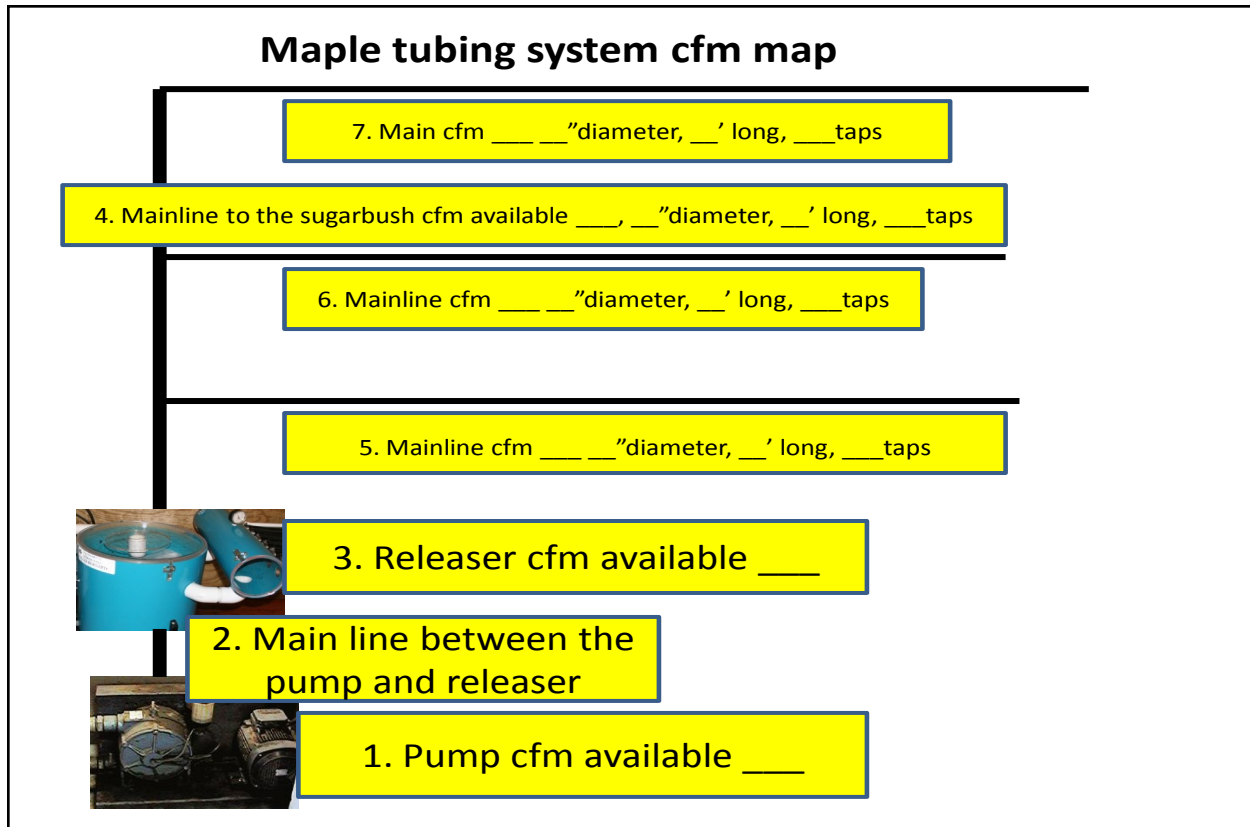 Maple tubing system cfm map
7. Main cfm ___ __”diameter, __’ long, ___taps
4. Mainline to the sugarbush cfm available ___, __”diameter, __’ long, ___taps
6. Mainline cfm ___ __”diameter, __’ long, ___taps
5. Mainline cfm ___ __”diameter, __’ long, ___taps
3. Releaser cfm available ___
2. Main line between the
pump and releaser
1. Pump cfm available ___